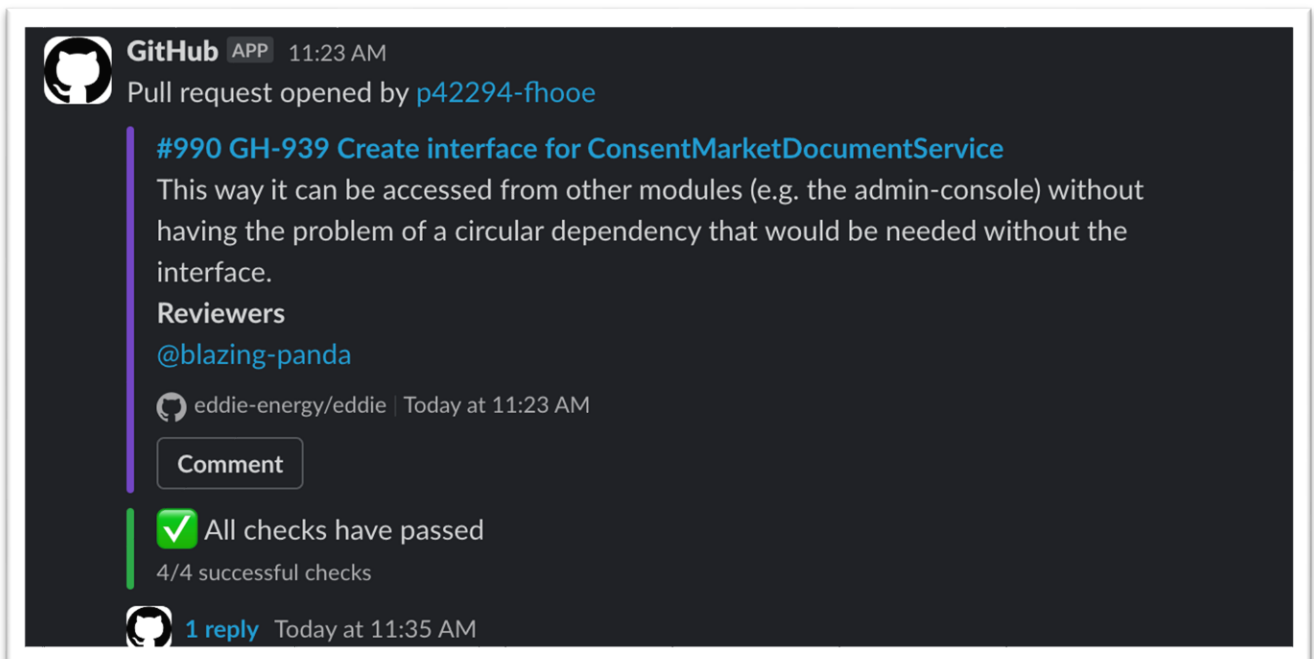 GitHub APP 11:23 AM
Pull request opened by p42294-fhooe
#990 GH-939 Create interface for ConsentMarketDocumentService
This way it can be accessed from other modules (e.g. the admin-console) without
having the problem of a circular dependency that would be needed without the
interface.
Reviewers
@blazing-panda
eddie-energy/eddie | Today at 11:23 AM
Comment
All checks have passed
4/4 successful checks
1 reply Today at 11:35 AM